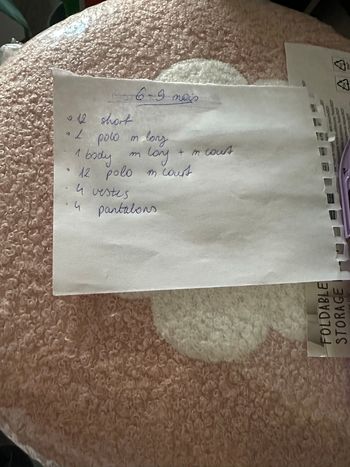 6-9 mois
• 12 short
• 2 polo m long
1 body m long + m court
• 12 polo m court
• 4 vestes
• 4 pantalons
FOLDABLE
STORAGE